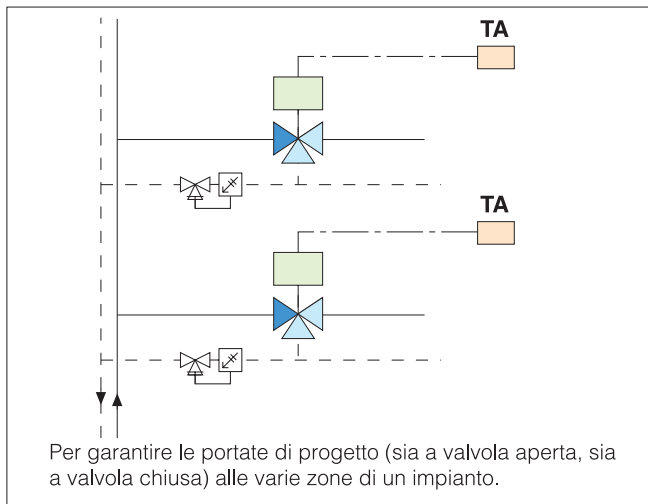 TA
TA
Per garantire le portate di progetto (sia a valvola aperta, sia
a valvola chiusa) alle varie zone di un impianto.